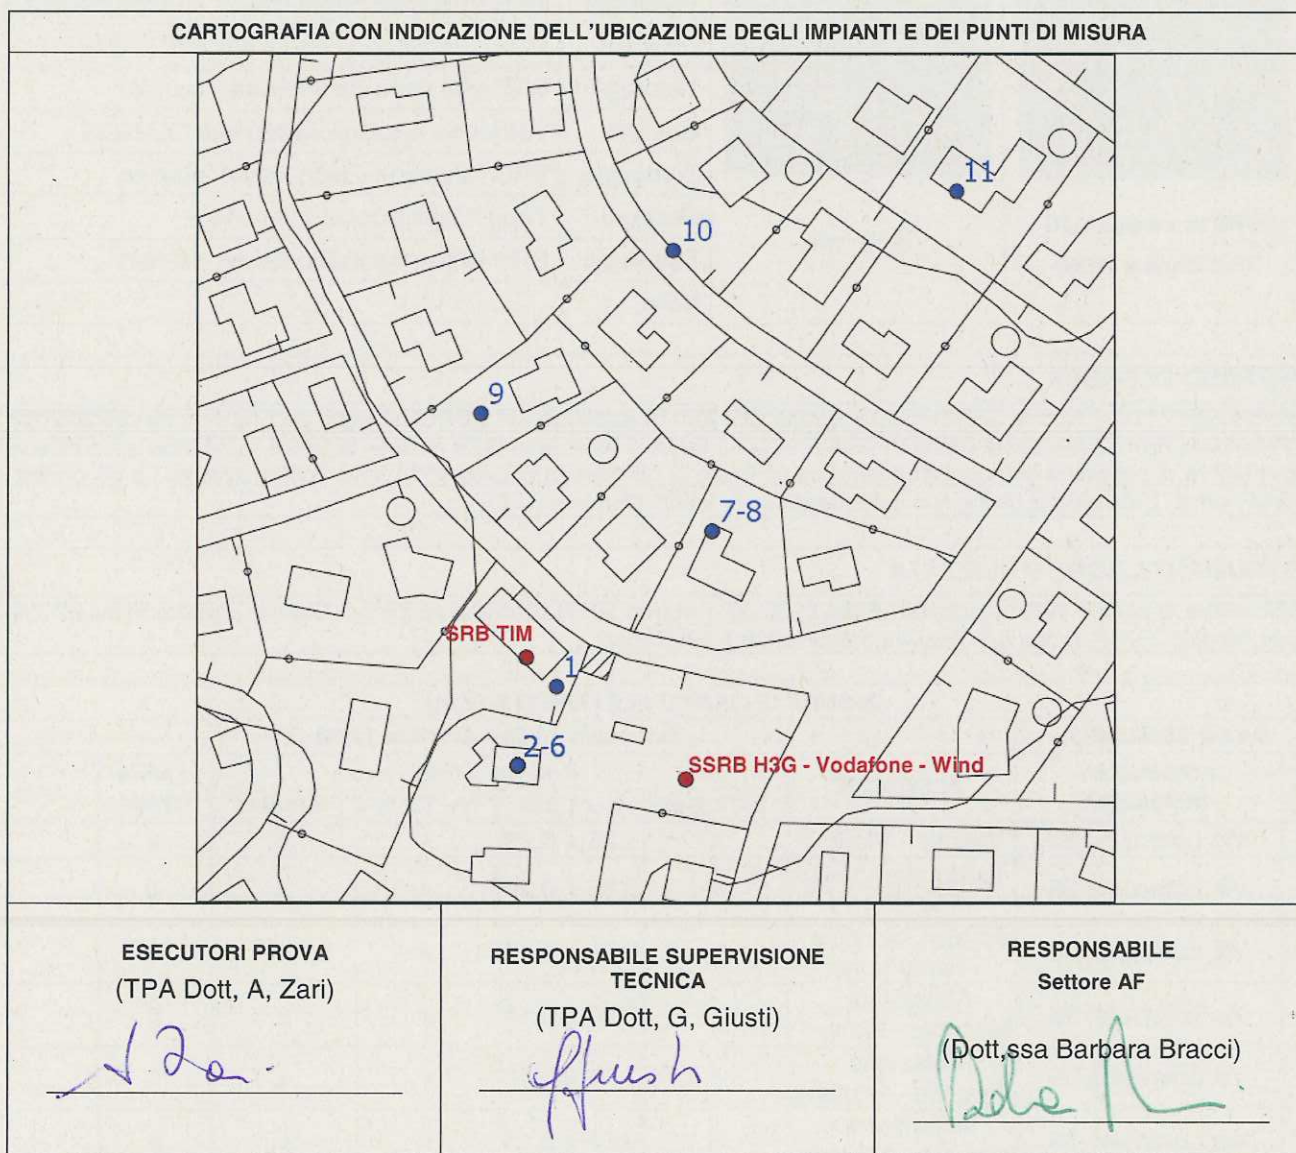 CARTOGRAFIA CON INDICAZIONE DELL'UBICAZIONE DEGLI IMPIANTI E DEI PUNTI DI MISURA
11
10
9
7-8
SRB TIM
1
2-6
SSRB H3G - Vodafone - Wind
ESECUTORI PROVA
(TPA Dott, A, Zari)
RESPONSABILE SUPERVISIONE
TECNICA
(TPA Dott, G, Giusti)
RESPONSABILE
Settore AF
(Dott,ssa Barbara Bracci)